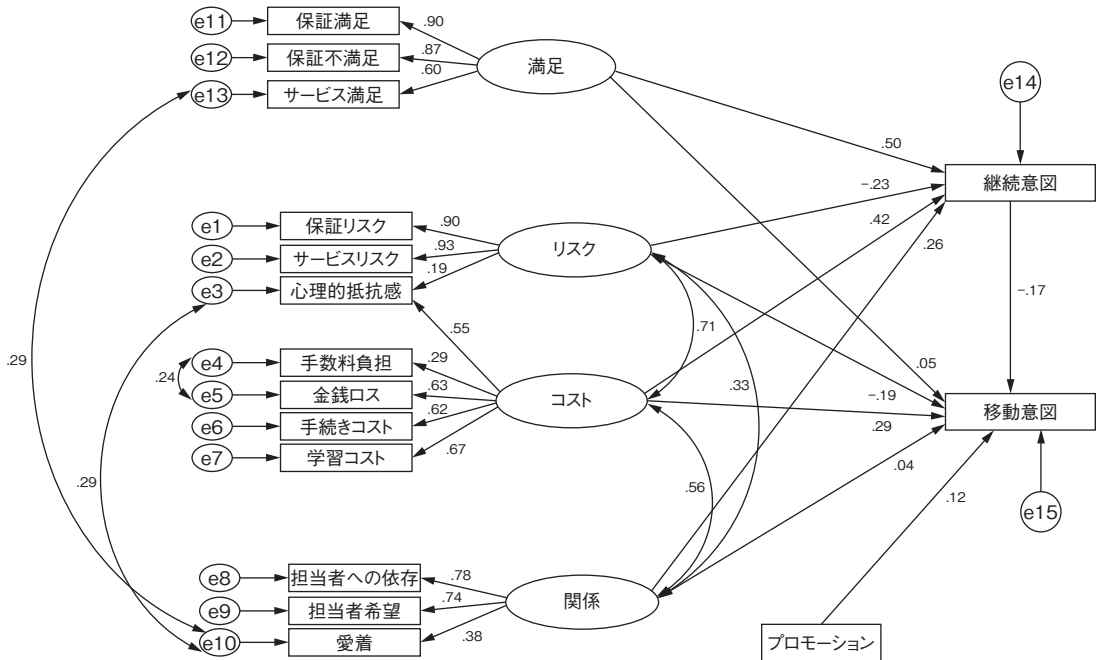 e11
保証満足
.90
e12
保証不満足
.87
.60
e13
サービス満足
満足
e14
.50
継続意図
-.23
.42
.26
e1
保証リスク
.90
e2
サービスリスク
.93
.19
e3
心理的抵抗感
リスク
-.17
.55
.71
.29
e4
手数料負担
.29
.24
e5
金銭ロス
.63
e6
手続きコスト
.62
e7
学習コスト
.67
コスト
.33
.05
-.19
移動意図
.29
.29
.56
.04
.12
e15
e8
担当者への依存
.78
e9
担当者希望
.74
e10
愛着
.38
関係
プロモーション